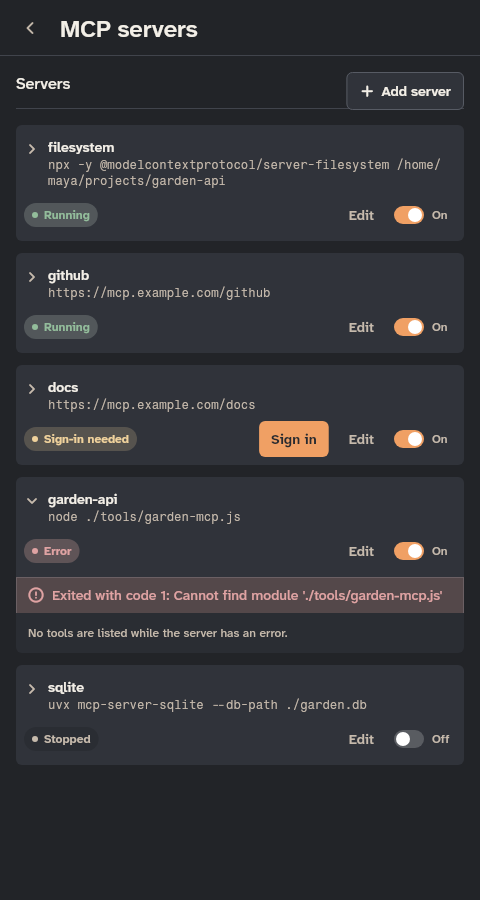 MCP servers
Servers
Add server
filesystem
npx -y @modelcontextprotocol/server-filesystem /home/
maya/projects/garden-api
Running
Edit
On
github
https://mcp.example.com/github
Running
Edit
On
docs
https://mcp.example.com/docs
Sign-in needed
Sign in
Edit
On
garden-api
node ./tools/garden-mcp.js
Error
Edit
On
Exited with code 1: Cannot find module './tools/garden-mcp.js'
No tools are listed while the server has an error.
sqlite
uvx mcp-server-sqlite --db-path ./garden.db
Stopped
Edit
Off